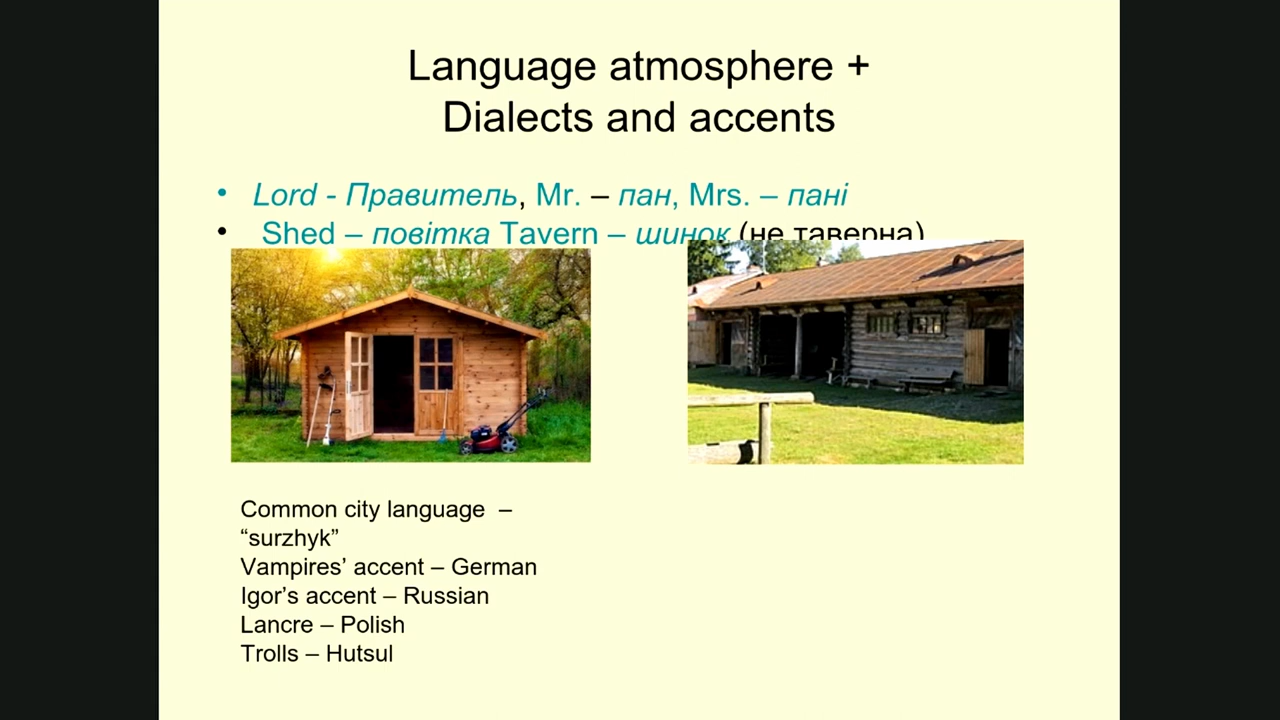 Language atmosphere +
Dialects and accents
• Lord - Правитель, Mr. – пан, Mrs. – пані
• Shed – повітка Tavern – шинок (не таверна)
Common city language –
“surzhyk”
Vampires’ accent – German
Igor’s accent – Russian
Lancre – Polish
Trolls – Hutsul